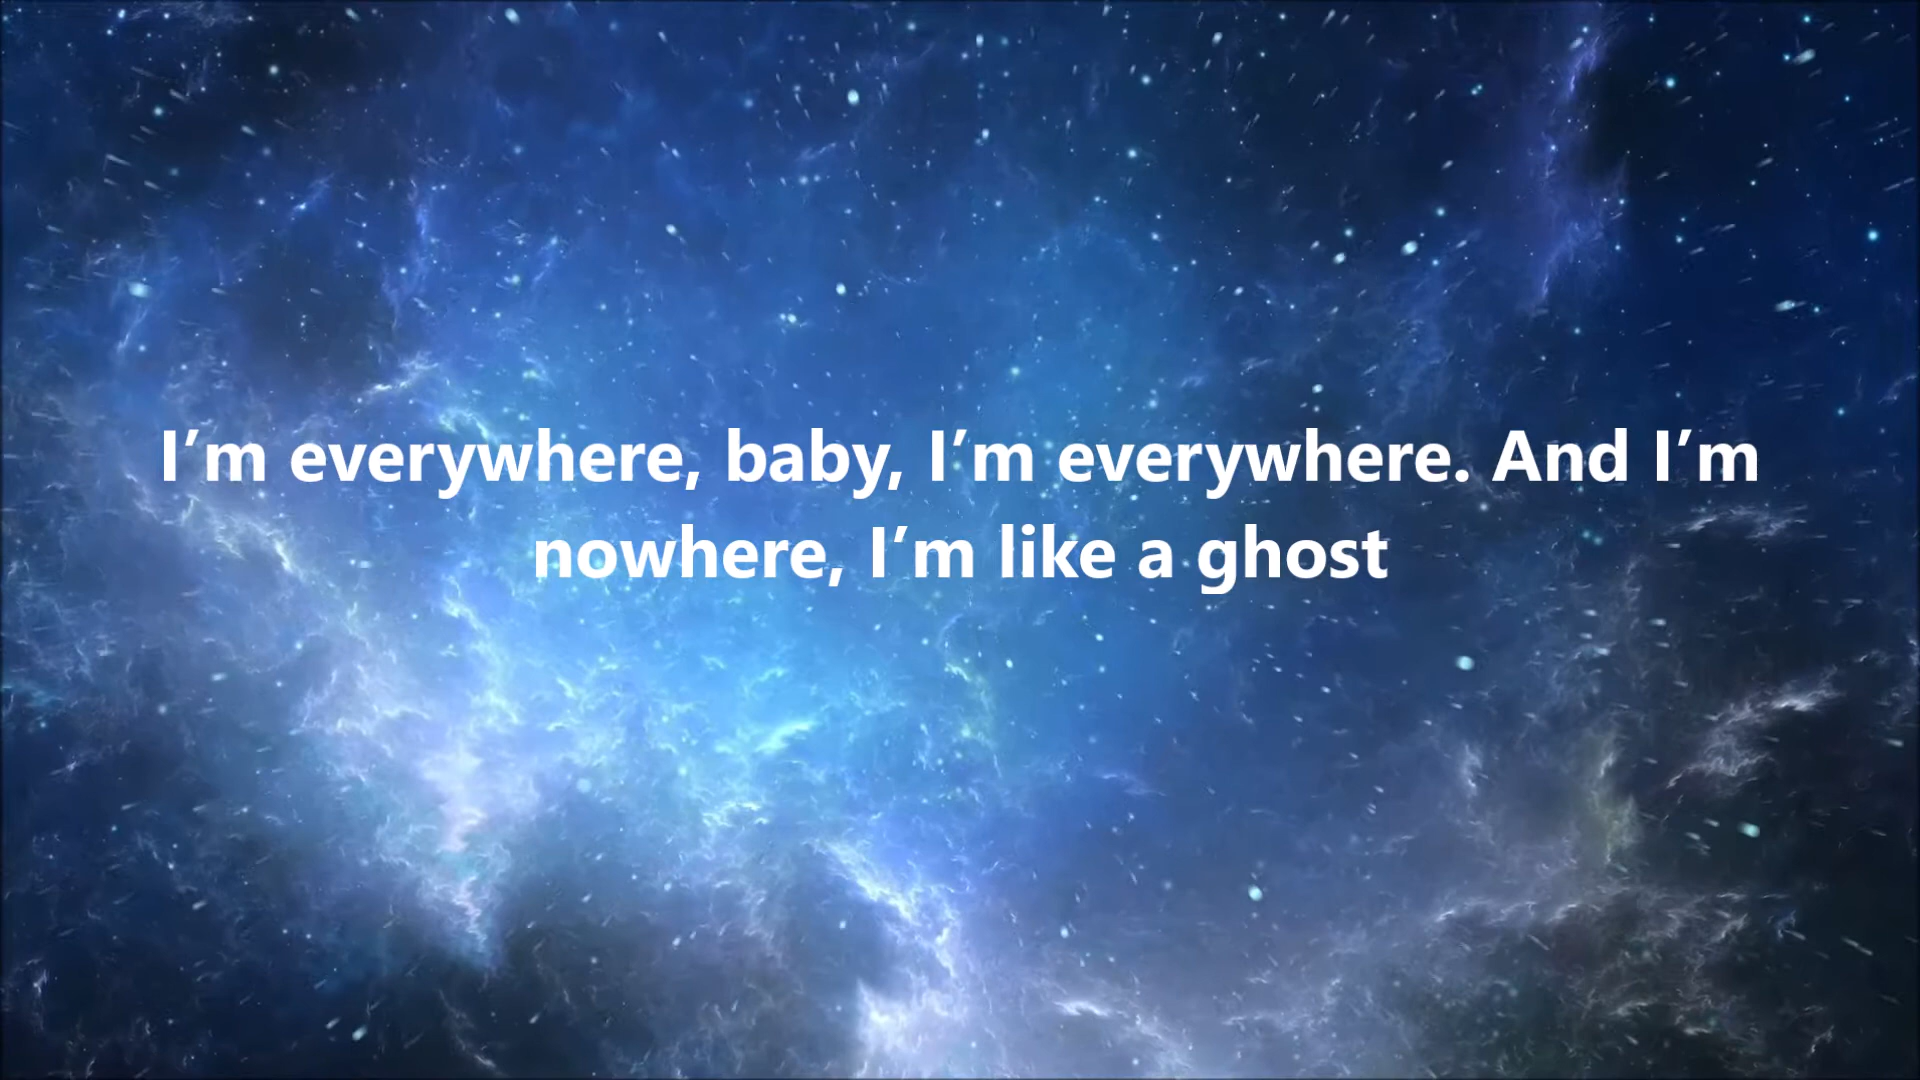 I’m everywhere, baby, I’m everywhere. And I’m
nowhere, I’m like a ghost